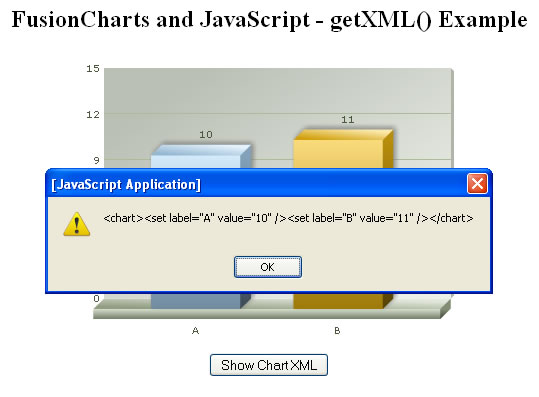 FusionCharts and JavaScript - getXML() Example
15
12
10
11
9
[JavaScript Application]
<chart><set label="A" value="10" /><set label="B" value="11" /></chart>
OK
0
A
B
Show Chart XML